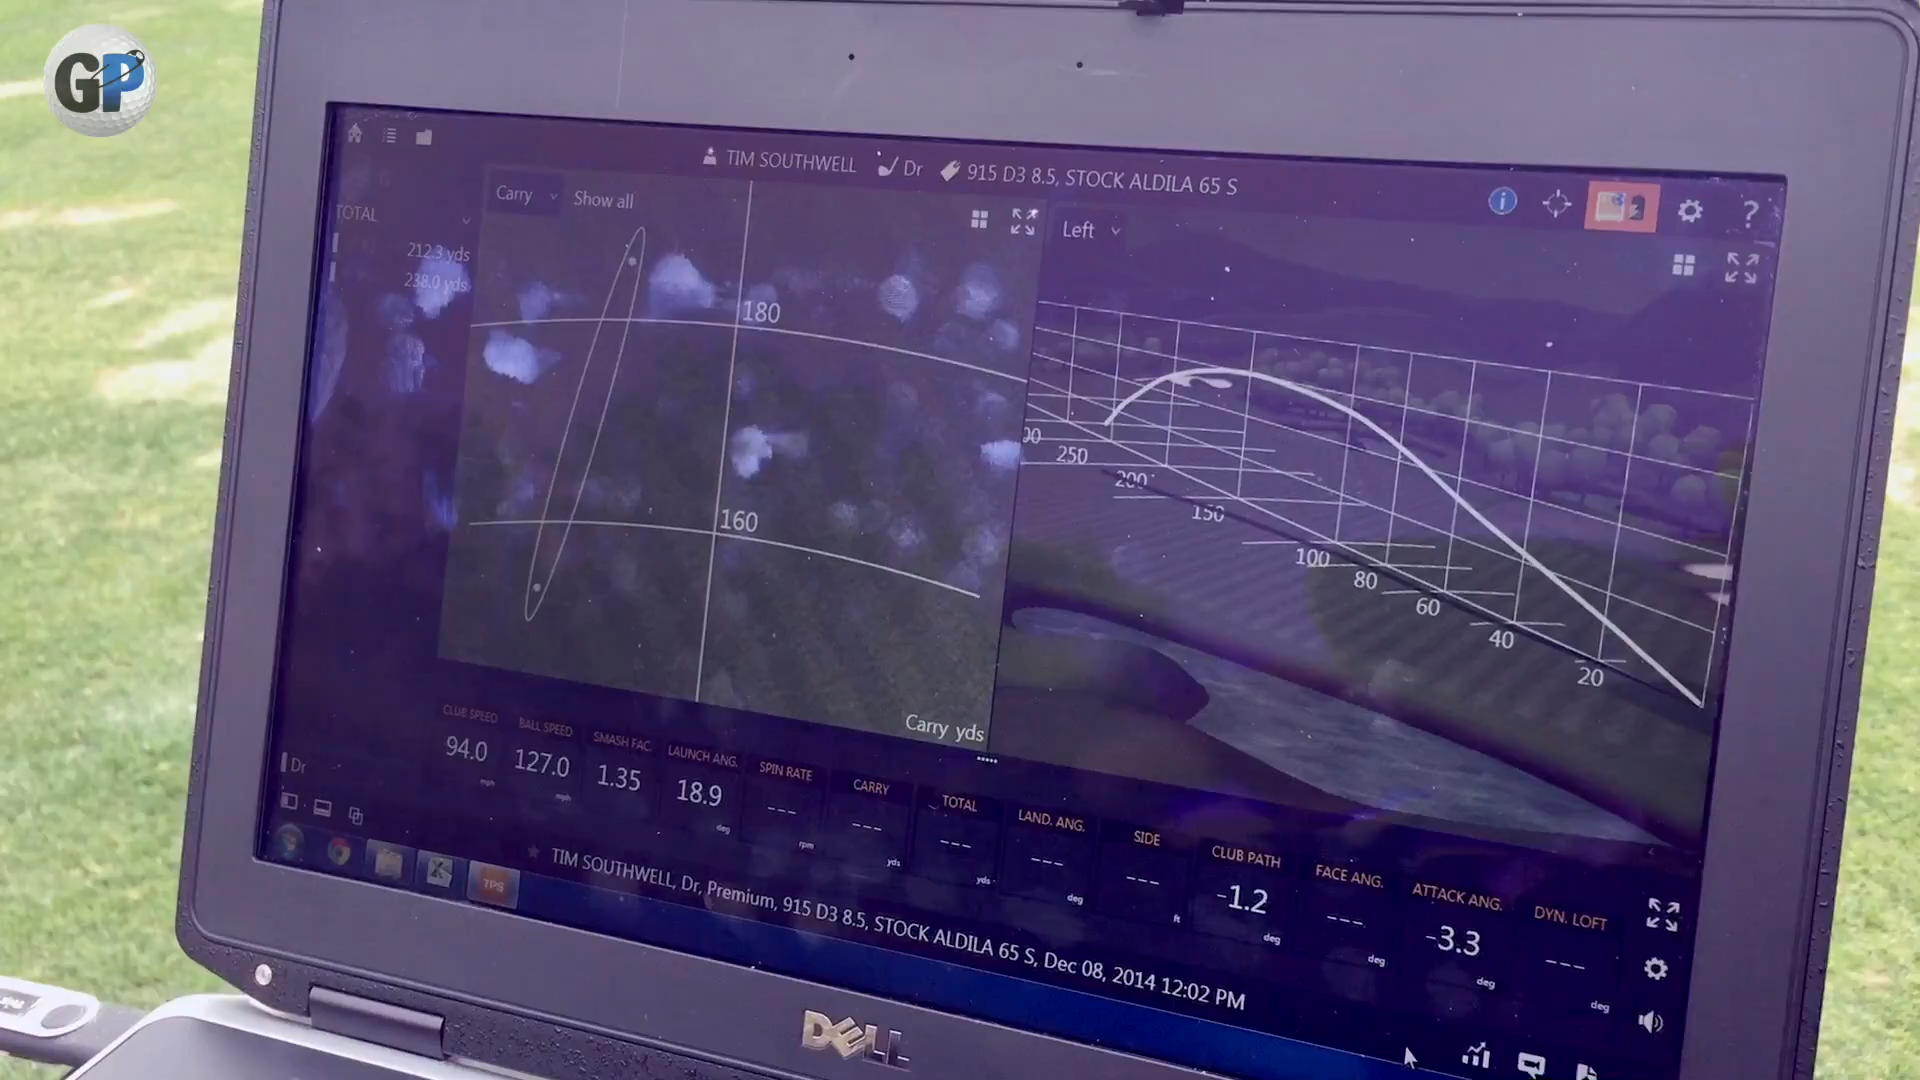 GP
TIM SOUTHWELL Dr 915 D3 8.5, STOCK ALDILA 65 S
Carry Show all
TOTAL
212.3 yds
238.0 yds
180
160
Carry yds
Left
250
200
150
100
80
60
40
20
CLUB SPEED BALL SPEED SMASH FAC. LAUNCH ANG. SPIN RATE CARRY TOTAL LAND. ANG. SIDE CLUB PATH FACE ANG. ATTACK ANG. DYN. LOFT
Dr 94.0 127.0 1.35 18.9 --- --- --- --- --- -1.2 --- -3.3 ---
mph mph deg rpm yds yds deg ft deg deg deg deg
TPS
TIM SOUTHWELL, Dr, Premium, 915 D3 8.5, STOCK ALDILA 65 S, Dec 08, 2014 12:02 PM
DELL